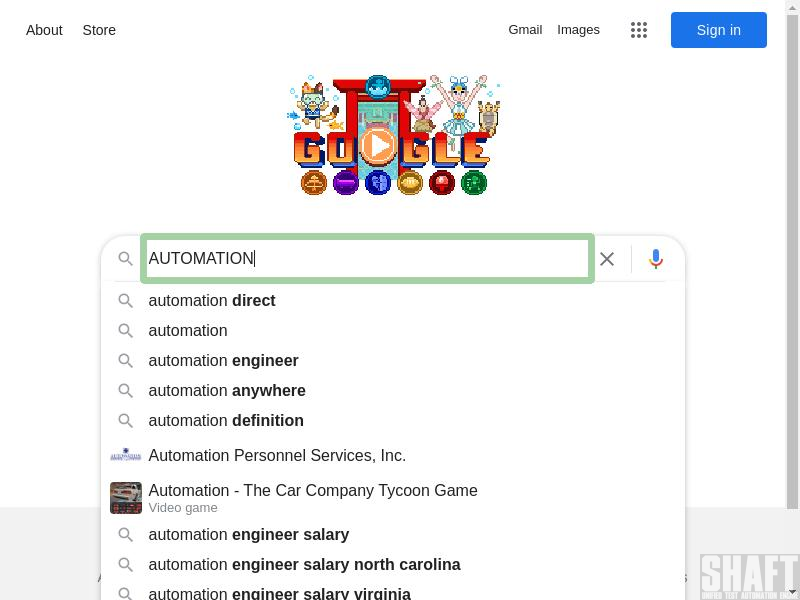 About Store Gmail Images Sign in
GOOGLE
AUTOMATION
automation direct
automation
automation engineer
automation anywhere
automation definition
Automation Personnel Services, Inc.
Automation - The Car Company Tycoon Game
Video game
automation engineer salary
automation engineer salary north carolina
automation engineer salary virginia
SHAFT